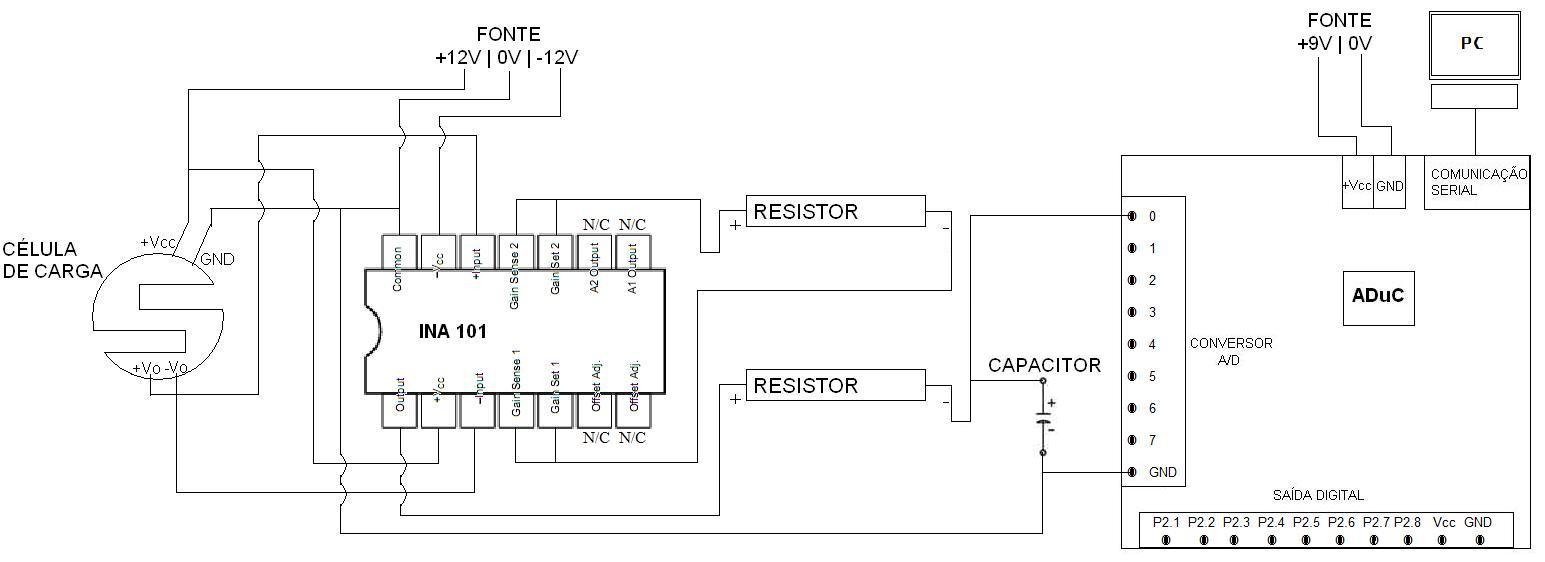 FONTE
+12V | 0V | -12V
FONTE
+9V | 0V
PC
+Vcc GND
COMUNICAÇÃO
SERIAL
CÉLULA
DE CARGA
+Vcc
GND
+Vo -Vo
N/C N/C
Common
-Vcc
+Input
Gain Sense 2
Gain Set 2
A2 Output
A1 Output
INA 101
Output
+Vcc
-Input
Gain Sense 1
Gain Set 1
Offset Adj.
Offset Adj.
N/C N/C
RESISTOR
+ -
RESISTOR
+ -
CAPACITOR
+
-
0
1
2
3
4
5
6
7
GND
CONVERSOR
A/D
ADuC
SAÍDA DIGITAL
P2.1 P2.2 P2.3 P2.4 P2.5 P2.6 P2.7 P2.8 Vcc GND